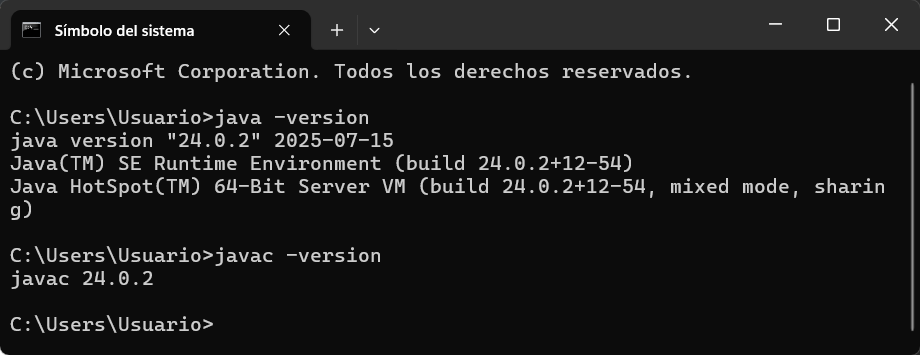 Símbolo del sistema
(c) Microsoft Corporation. Todos los derechos reservados.
C:\Users\Usuario>java -version
java version "24.0.2" 2025-07-15
Java(TM) SE Runtime Environment (build 24.0.2+12-54)
Java HotSpot(TM) 64-Bit Server VM (build 24.0.2+12-54, mixed mode, sharin
g)
C:\Users\Usuario>javac -version
javac 24.0.2
C:\Users\Usuario>